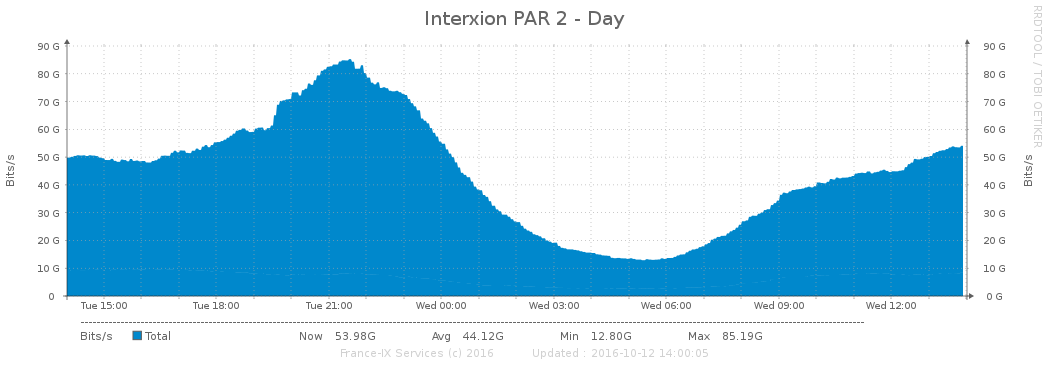 Interxion PAR 2 - Day
RRDTOOL / TOBI OETIKER
90 G 90 G
80 G 80 G
70 G 70 G
60 G 60 G
50 G 50 G
40 G 40 G
30 G 30 G
20 G 20 G
10 G 10 G
0 0 G
Bits/s
Bits/s
Tue 15:00 Tue 18:00 Tue 21:00 Wed 00:00 Wed 03:00 Wed 06:00 Wed 09:00 Wed 12:00
Bits/s Total Now 53.98G Avg 44.12G Min 12.80G Max 85.19G
France-IX Services (c) 2016 Updated : 2016-10-12 14:00:05